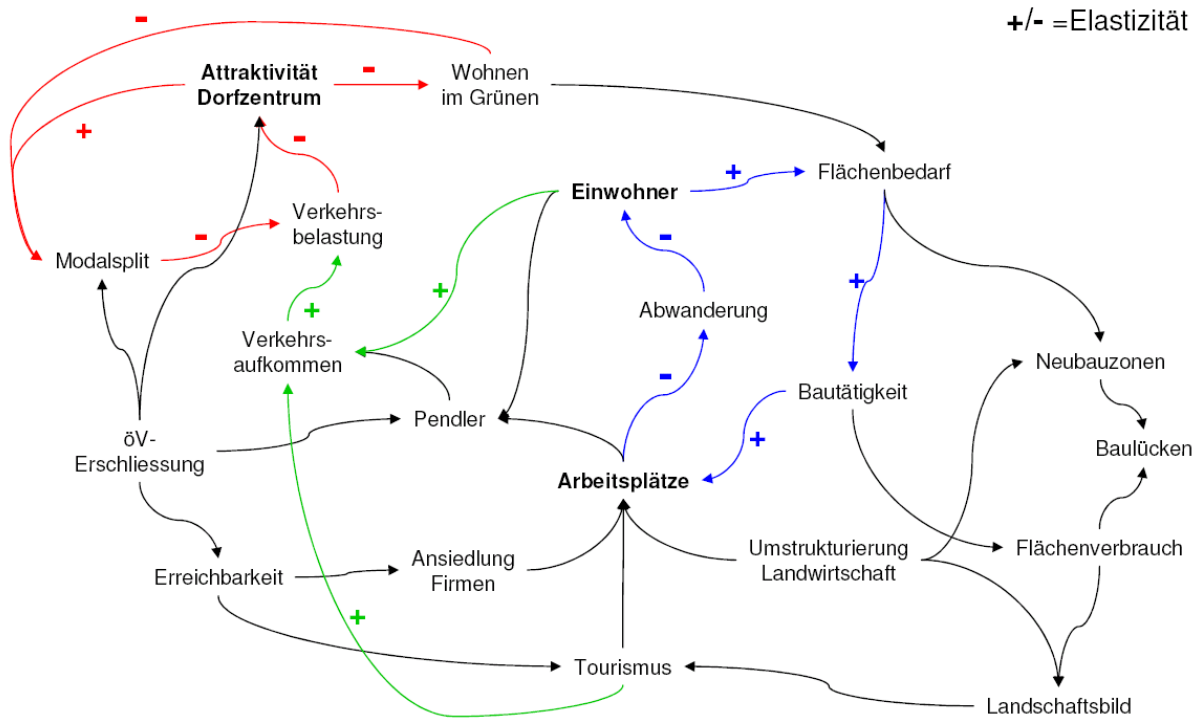 -
+/- =Elastizität
Attraktivität
Dorfzentrum
-
Wohnen
im Grünen
+
-
+
Flächenbedarf
Einwohner
Verkehrs-
belastung
-
-
Modalsplit
+
+
+
Abwanderung
Verkehrs-
aufkommen
Neubauzonen
-
Bautätigkeit
Pendler
+
öV-
Erschliessung
Baulücken
Arbeitsplätze
Umstrukturierung
Landwirtschaft
Flächenverbrauch
Ansiedlung
Firmen
Erreichbarkeit
+
Tourismus
Landschaftsbild